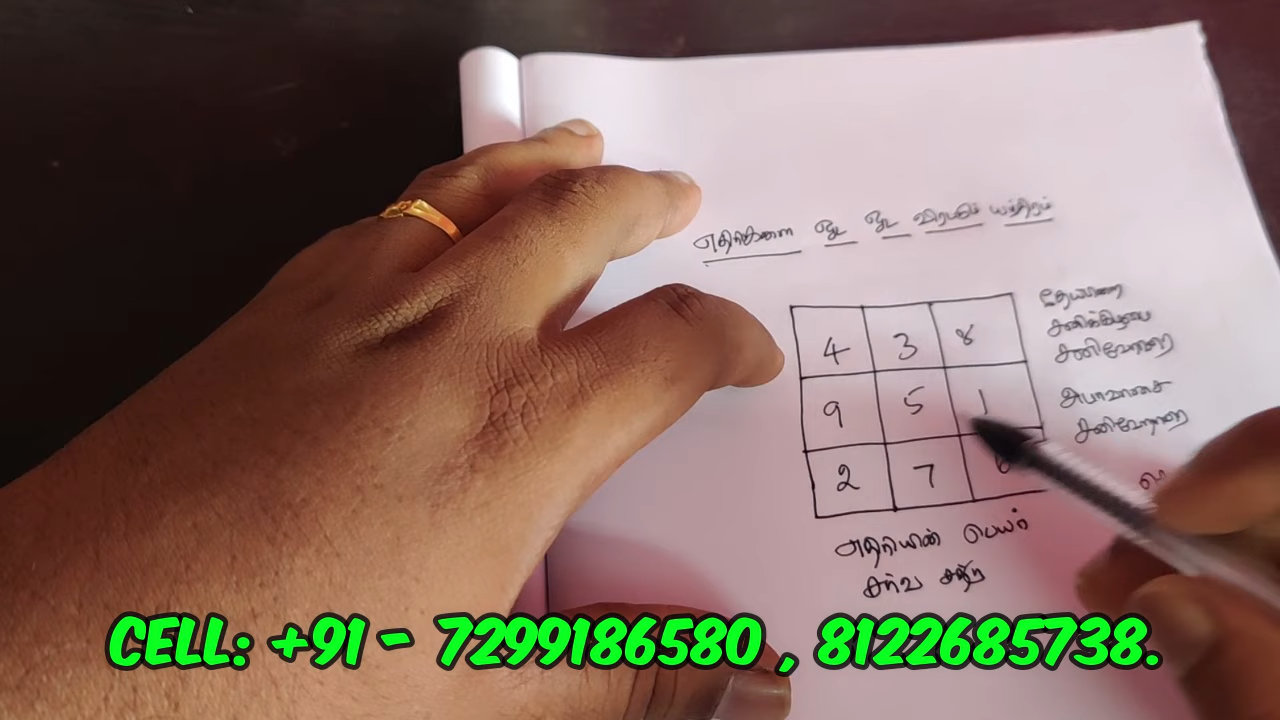 எதிரிகளை ஓட ஓட விரட்டும் யந்திரம்
4 3 8
9 5 1
2 7 6
தேய்பிறை
சனிக்கிழமை
சனிஹோரை
அமாவாசை
சனிஹோரை
எதிரியின் பெயர்
சர்வ சத்ரு
CELL: +91 - 7299186580 , 8122685738.